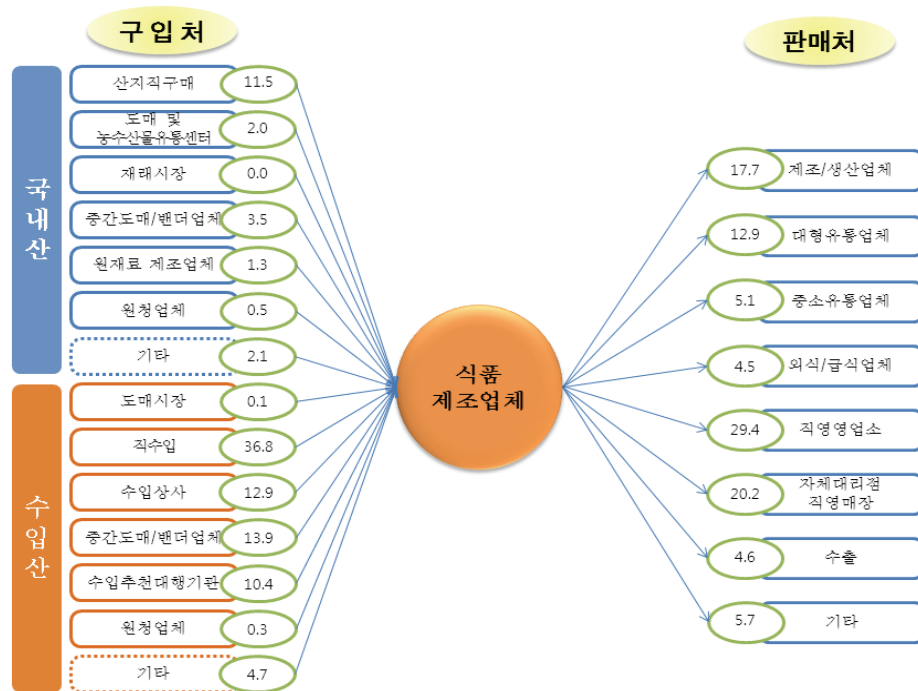 구입처
판매처
국내산
산지직구매
11.5
도매 및
농수산물유통센터
2.0
재래시장
0.0
중간도매/밴더업체
3.5
원재료 제조업체
1.3
원청업체
0.5
기타
2.1
수입산
도매시장
0.1
직수입
36.8
수입상사
12.9
중간도매/밴더업체
13.9
수입추천대행기관
10.4
원청업체
0.3
기타
4.7
식품
제조업체
17.7
제조/생산업체
12.9
대형유통업체
5.1
중소유통업체
4.5
외식/급식업체
29.4
직영영업소
20.2
자체대리점
직영매장
4.6
수출
5.7
기타